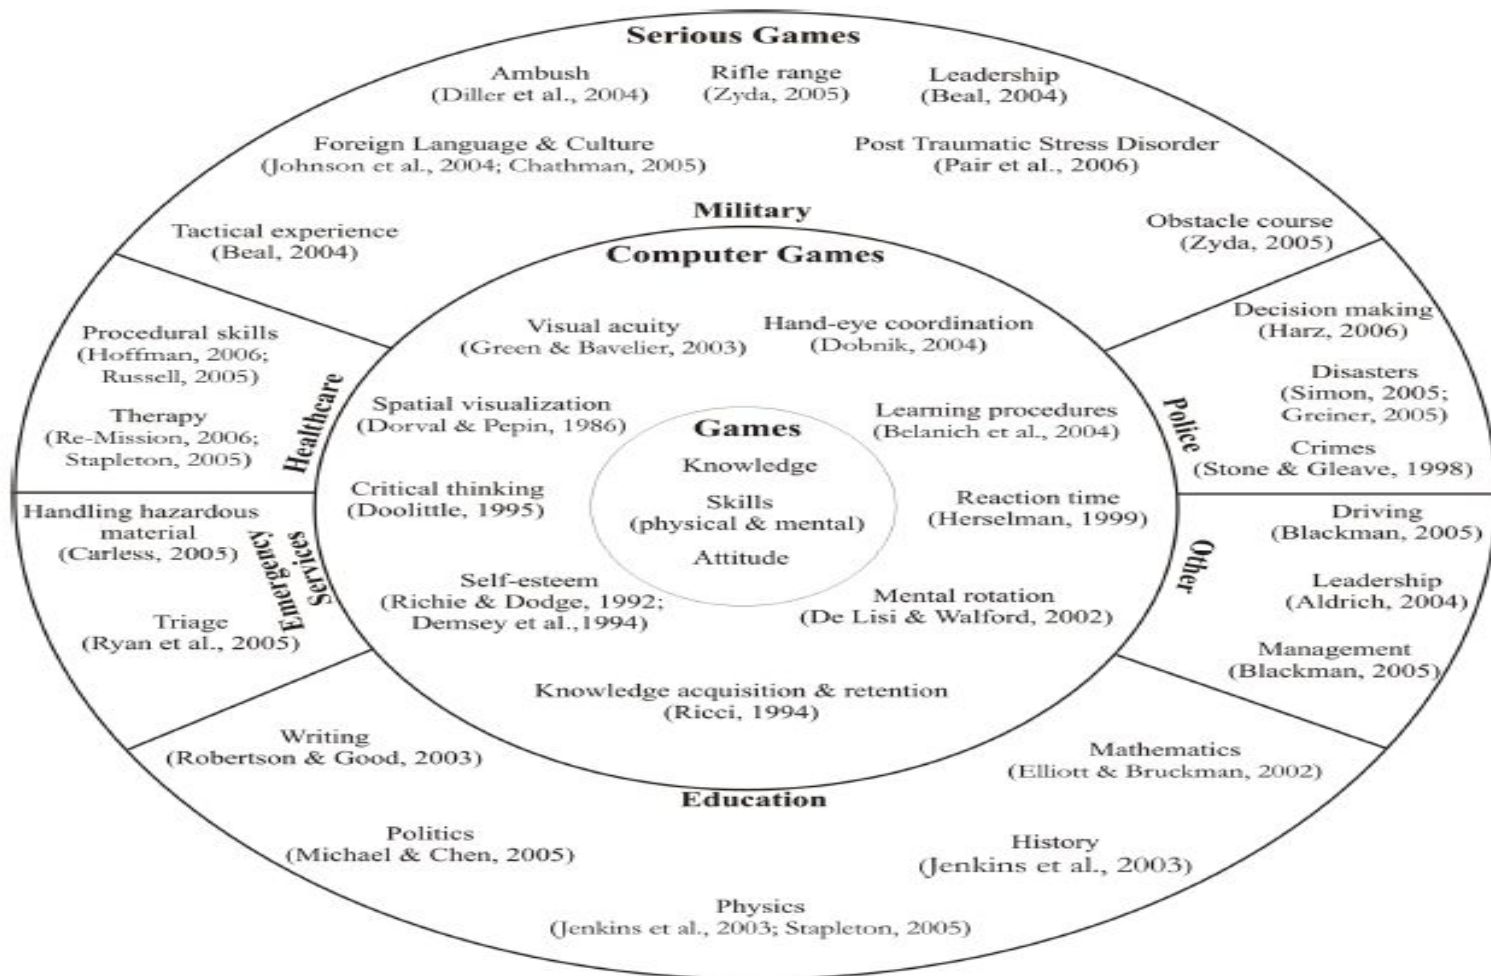 Serious Games
Ambush
(Diller et al., 2004)
Rifle range
(Zyda, 2005)
Leadership
(Beal, 2004)
Foreign Language & Culture
(Johnson et al., 2004; Chathman, 2005)
Post Traumatic Stress Disorder
(Pair et al., 2006)
Military
Tactical experience
(Beal, 2004)
Obstacle course
(Zyda, 2005)
Computer Games
Visual acuity
(Green & Bavelier, 2003)
Hand-eye coordination
(Dobnik, 2004)
Spatial visualization
(Dorval & Pepin, 1986)
Learning procedures
(Belanich et al., 2004)
Critical thinking
(Doolittle, 1995)
Reaction time
(Herselman, 1999)
Self-esteem
(Richie & Dodge, 1992;
Demsey et al.,1994)
Mental rotation
(De Lisi & Walford, 2002)
Knowledge acquisition & retention
(Ricci, 1994)
Games
Knowledge
Skills
(physical & mental)
Attitude
Healthcare
Procedural skills
(Hoffman, 2006;
Russell, 2005)
Therapy
(Re-Mission, 2006;
Stapleton, 2005)
Police
Decision making
(Harz, 2006)
Disasters
(Simon, 2005;
Greiner, 2005)
Crimes
(Stone & Gleave, 1998)
Emergency
Services
Handling hazardous
material
(Carless, 2005)
Triage
(Ryan et al., 2005)
Other
Driving
(Blackman, 2005)
Leadership
(Aldrich, 2004)
Management
(Blackman, 2005)
Education
Writing
(Robertson & Good, 2003)
Mathematics
(Elliott & Bruckman, 2002)
Politics
(Michael & Chen, 2005)
History
(Jenkins et al., 2003)
Physics
(Jenkins et al., 2003; Stapleton, 2005)